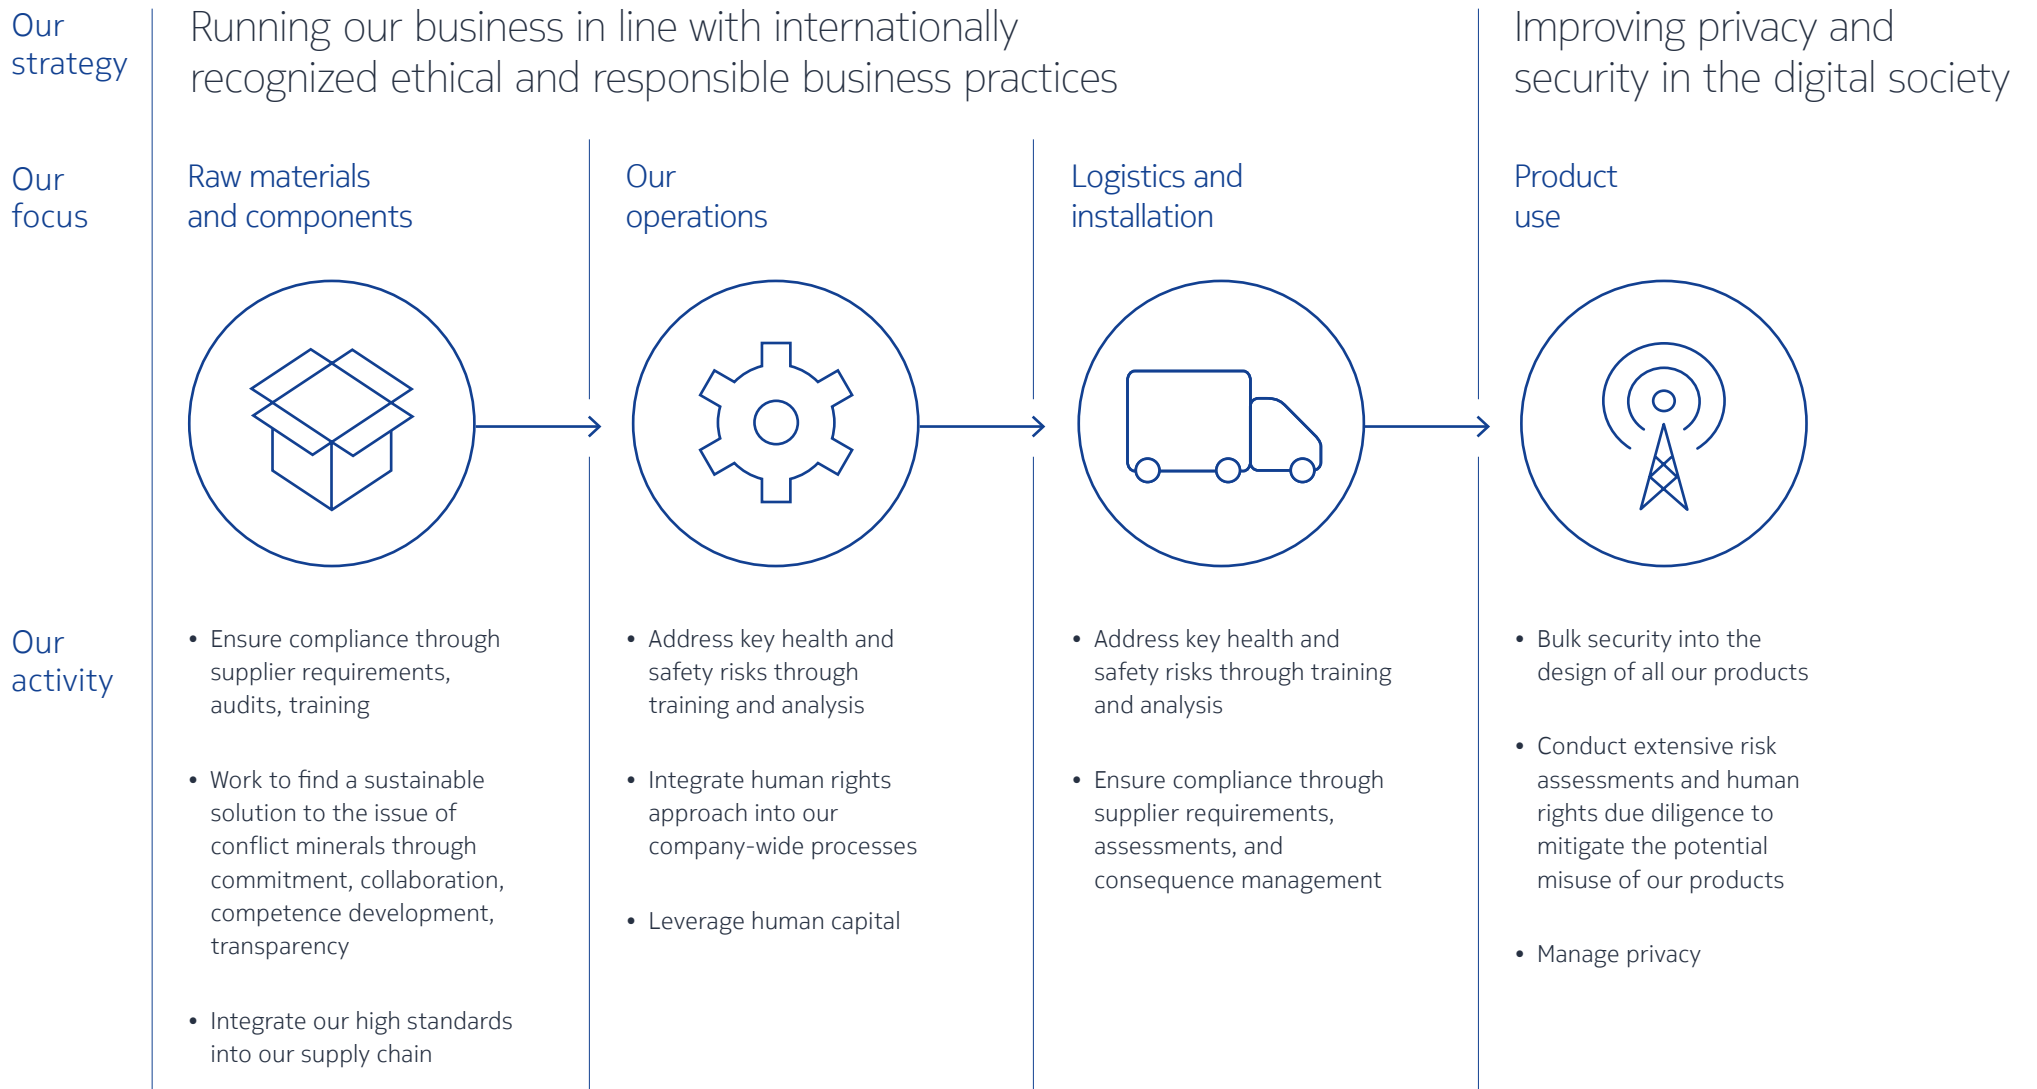 Our
strategy
Running our business in line with internationally
recognized ethical and responsible business practices
Improving privacy and
security in the digital society
Our
focus
Raw materials
and components
Our
operations
Logistics and
installation
Product
use
Our
activity
• Ensure compliance through
supplier requirements,
audits, training
• Work to find a sustainable
solution to the issue of
conflict minerals through
commitment, collaboration,
competence development,
transparency
• Integrate our high standards
into our supply chain
• Address key health and
safety risks through
training and analysis
• Integrate human rights
approach into our
company-wide processes
• Leverage human capital
• Address key health and
safety risks through training
and analysis
• Ensure compliance through
supplier requirements,
assessments, and
consequence management
• Bulk security into the
design of all our products
• Conduct extensive risk
assessments and human
rights due diligence to
mitigate the potential
misuse of our products
• Manage privacy